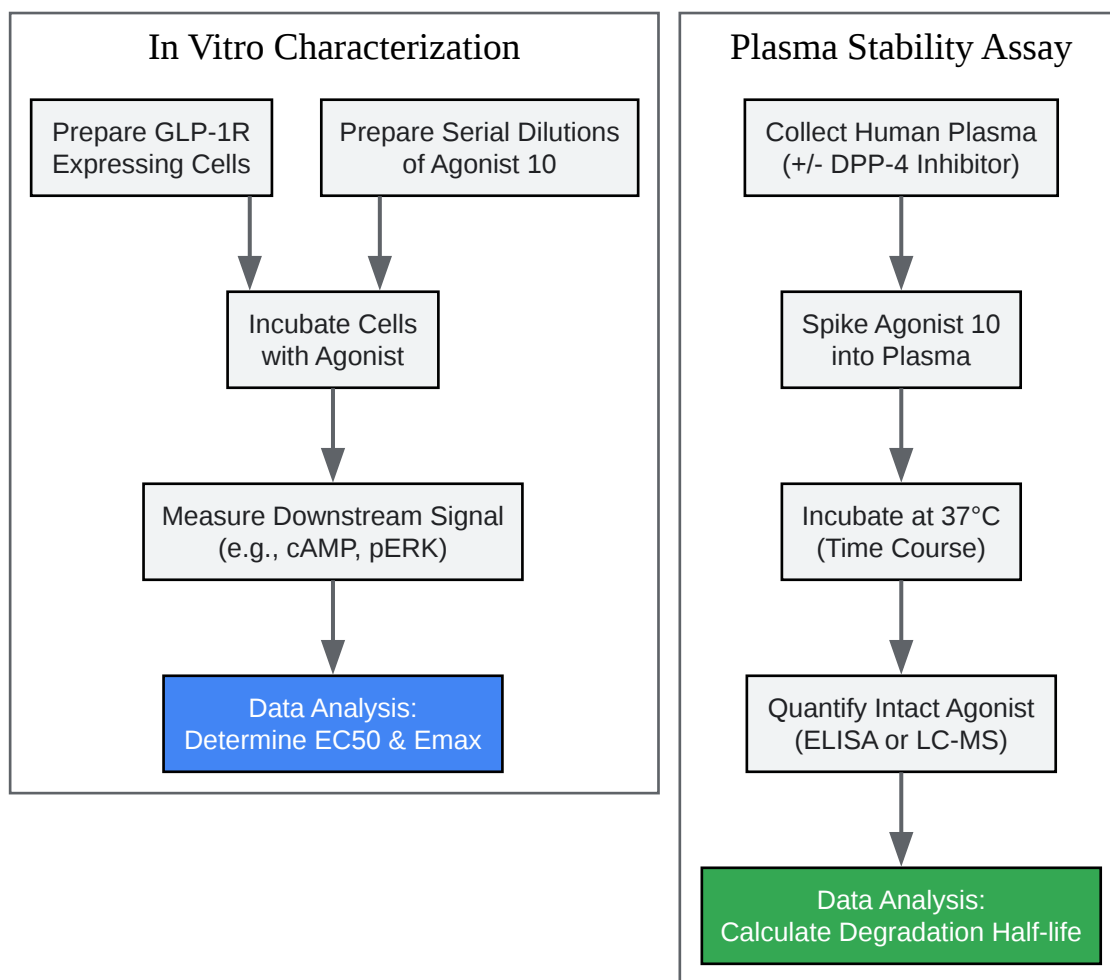 In Vitro Characterization
Prepare GLP-1R
Expressing Cells
Prepare Serial Dilutions
of Agonist 10
Incubate Cells
with Agonist
Measure Downstream Signal
(e.g., cAMP, pERK)
Data Analysis:
Determine EC50 & Emax
Plasma Stability Assay
Collect Human Plasma
(+/- DPP-4 Inhibitor)
Spike Agonist 10
into Plasma
Incubate at 37°C
(Time Course)
Quantify Intact Agonist
(ELISA or LC-MS)
Data Analysis:
Calculate Degradation Half-life